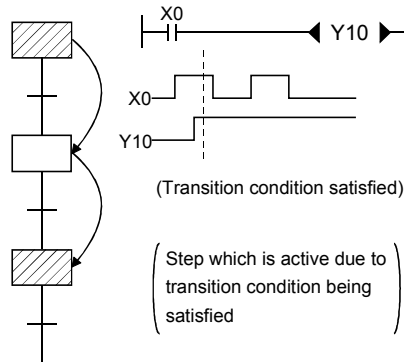 X0
Y10
X0
Y10
(Transition condition satisfied)
Step which is active due to
transition condition being
satisfied